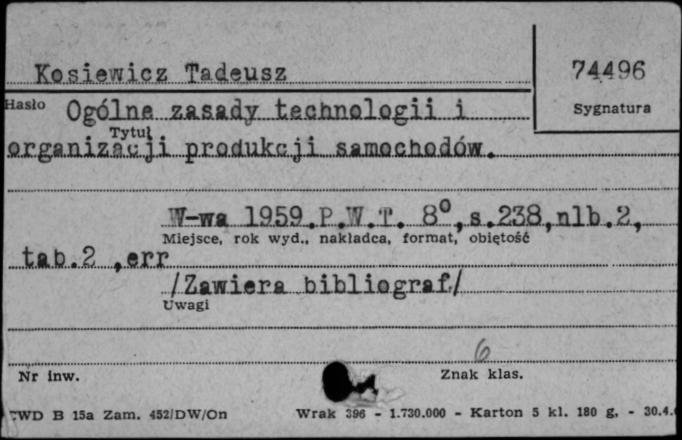 Kosiewicz Tadeusz
74496
Hasło Ogólne zasady technologii i
Sygnatura
Tytuł
organizacji produkcji samochodów.
W-wa 1959.P.W.T. 8°,s.238,nlb.2,
Miejsce, rok wyd., nakładca, format, objętość
tab.2 ,err
/Zawiera bibliograf/
Uwagi
6
Nr inw.
Znak klas.
CWD B 15a Zam. 452/DW/On
Wrak 396 - 1.730.000 - Karton 5 kl. 180 g. - 30.4.